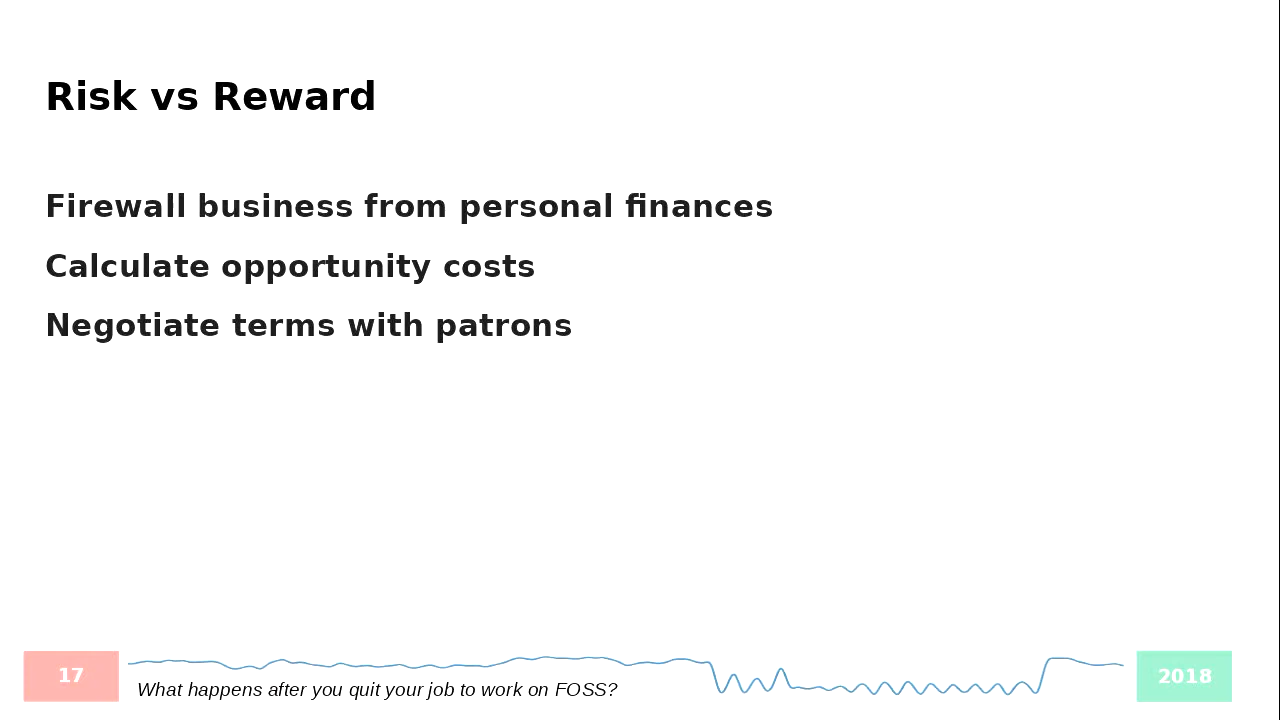 Risk vs Reward
Firewall business from personal finances
Calculate opportunity costs
Negotiate terms with patrons
17
What happens after you quit your job to work on FOSS?
2018